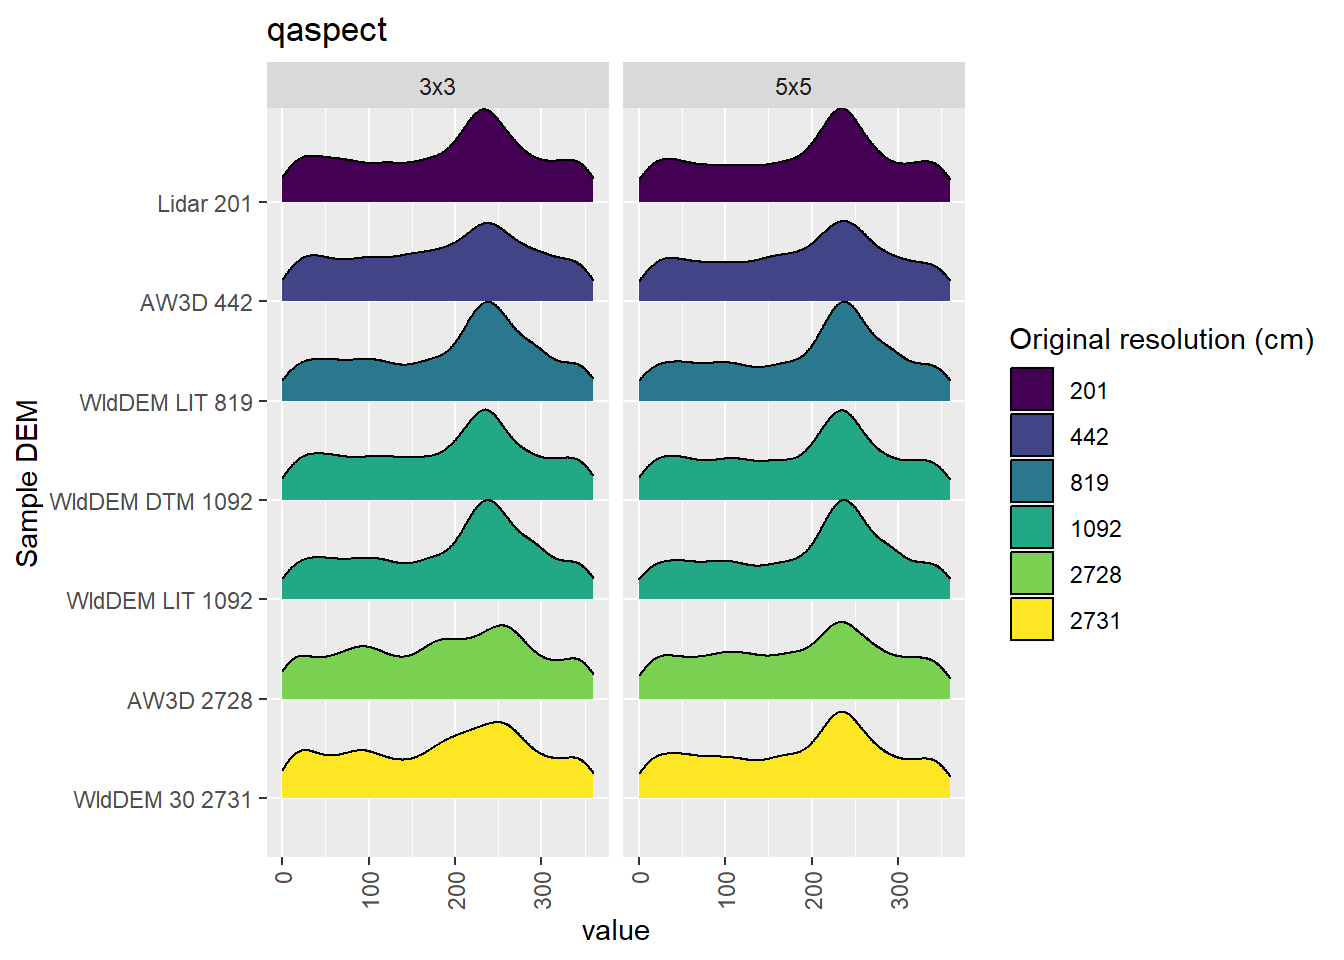 qaspect
3x3
5x5
Lidar 201
AW3D 442
WldDEM LIT 819
WldDEM DTM 1092
WldDEM LIT 1092
AW3D 2728
WldDEM 30 2731
Sample DEM
0
100
200
300
0
100
200
300
value
Original resolution (cm)
201
442
819
1092
2728
2731